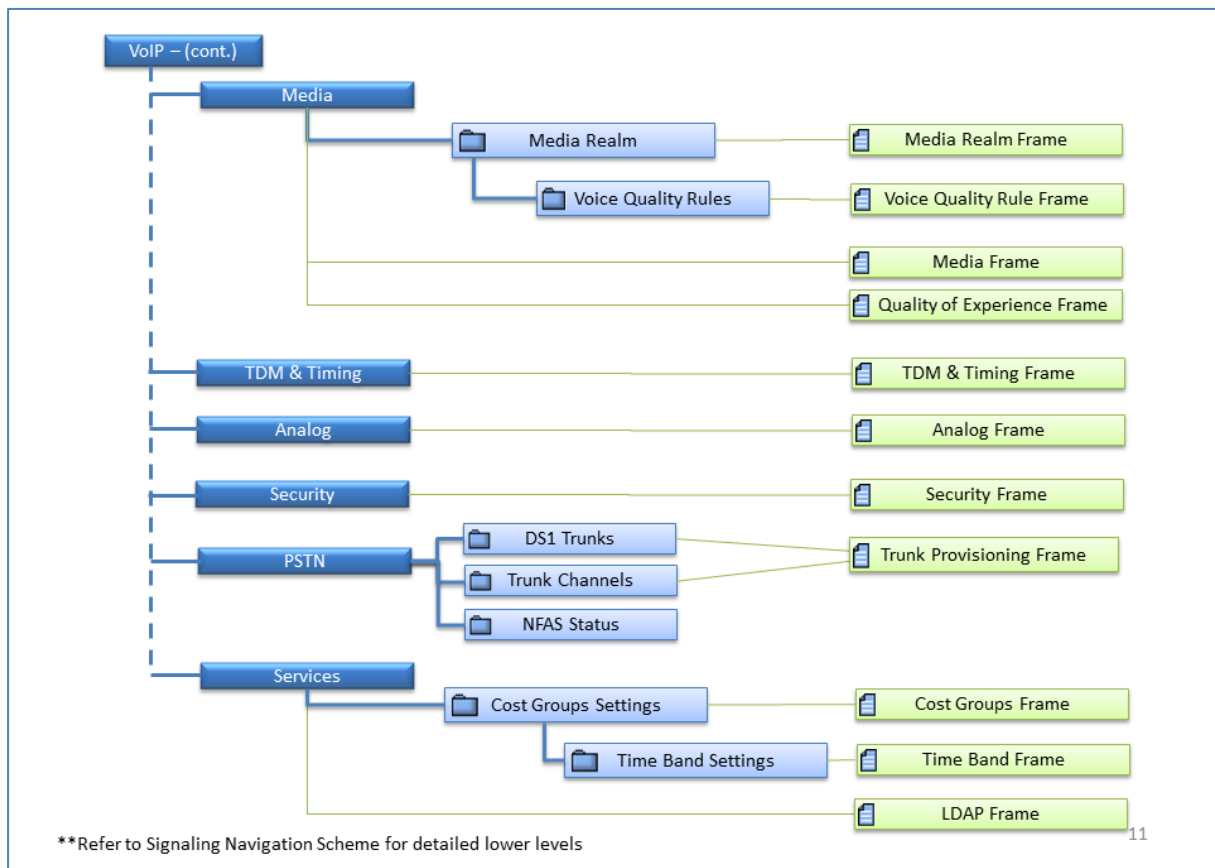 VoIP – (cont.)
Media
Media Realm
Media Realm Frame
Voice Quality Rules
Voice Quality Rule Frame
Media Frame
Quality of Experience Frame
TDM & Timing
TDM & Timing Frame
Analog
Analog Frame
Security
Security Frame
DS1 Trunks
PSTN
Trunk Provisioning Frame
Trunk Channels
NFAS Status
Services
Cost Groups Settings
Cost Groups Frame
Time Band Settings
Time Band Frame
LDAP Frame
**Refer to Signaling Navigation Scheme for detailed lower levels
11